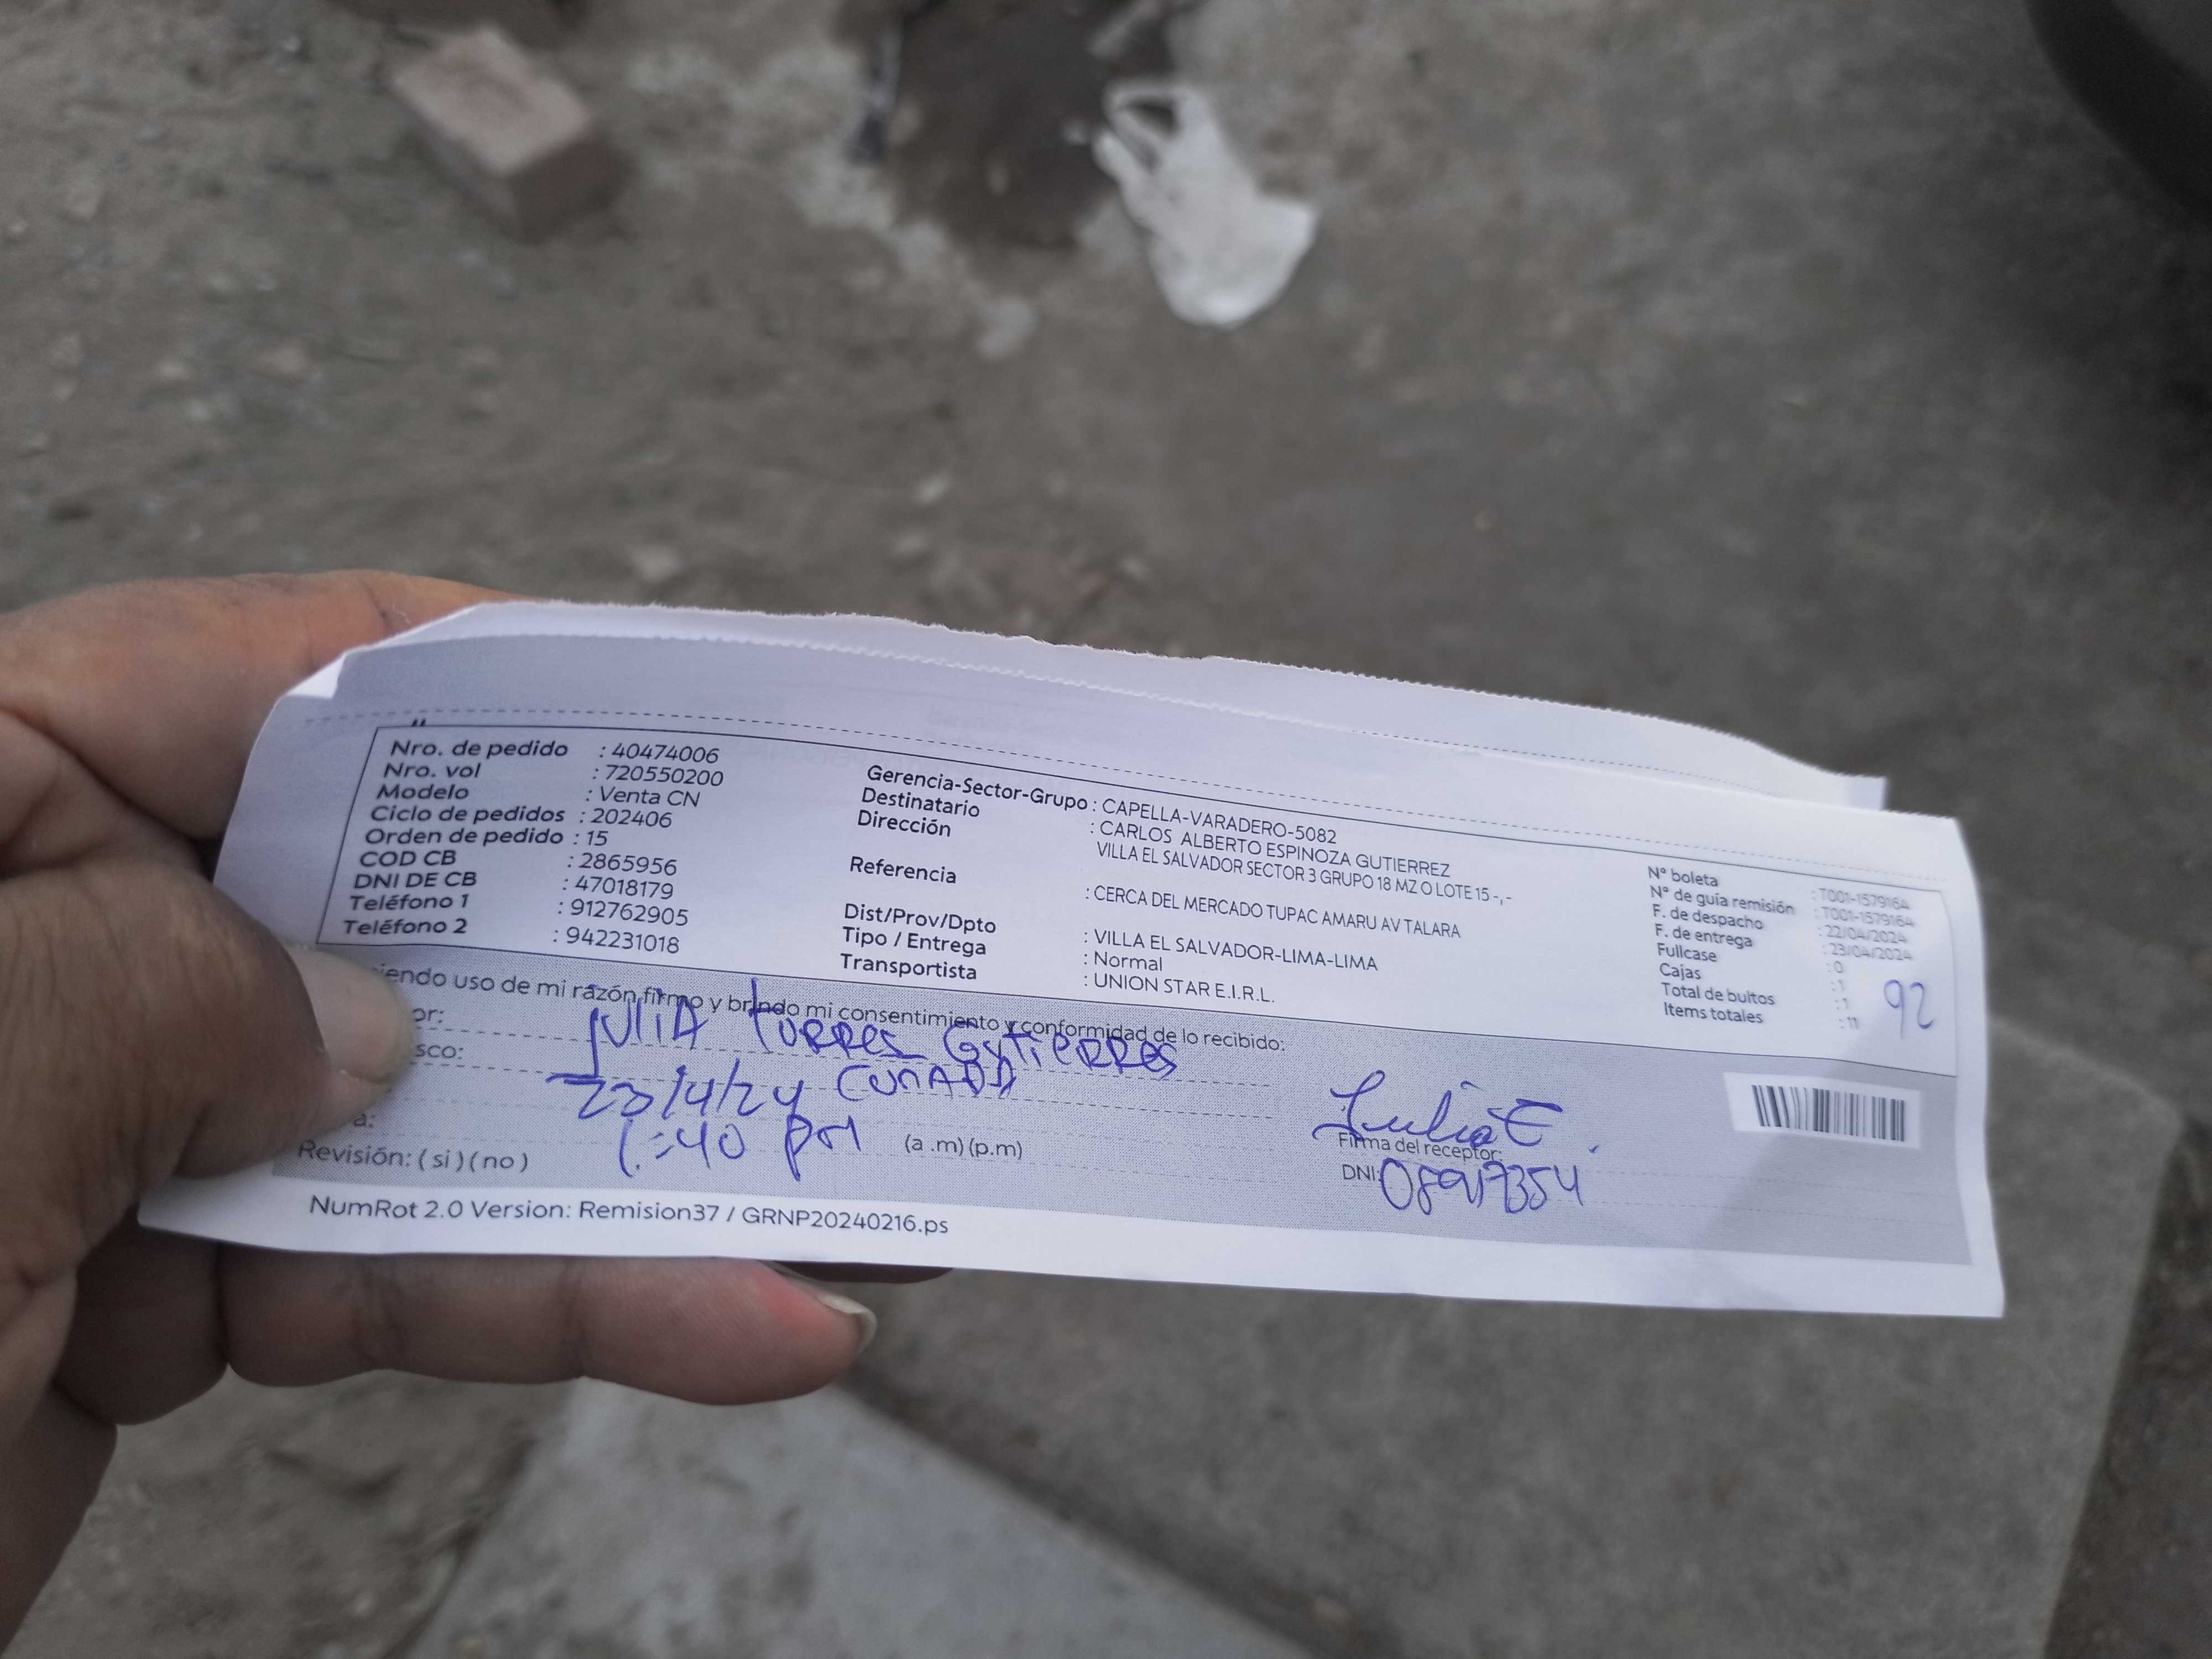 Nro. de pedido : 40474006
Nro. vol : 720550200
Modelo : Venta CN
Ciclo de pedidos : 202406
Orden de pedido : 15
COD CB : 2865956
DNI DE CB : 47018179
Teléfono 1 : 912762905
Teléfono 2 : 942231018
Gerencia-Sector-Grupo : CAPELLA-VARADERO-5082
Destinatario : CARLOS ALBERTO ESPINOZA GUTIERREZ
Dirección VILLA EL SALVADOR SECTOR 3 GRUPO 18 MZ O LOTE 15 -,-
Referencia : CERCA DEL MERCADO TUPAC AMARU AV TALARA
Dist/Prov/Dpto : VILLA EL SALVADOR-LIMA-LIMA
Tipo / Entrega : Normal
Transportista : UNION STAR E.I.R.L.
N° boleta : T001-1579164
N° de guía remisión : T001-1579164
F. de despacho : 22/04/2024
F. de entrega : 23/04/2024
Fullcase : 0
Cajas : 1
Total de bultos : 1
Items totales : 11
92
iendo uso de mi razón firmo y brindo mi consentimiento y conformidad de lo recibido:
or: JULIA torres Gutierres
sco: CUñADA
23/4/24
a: 1:40 pm (a .m) (p.m)
Revisión: ( si ) ( no )
Firma del receptor:
DNI:
NumRot 2.0 Version: Remision37 / GRNP20240216.ps